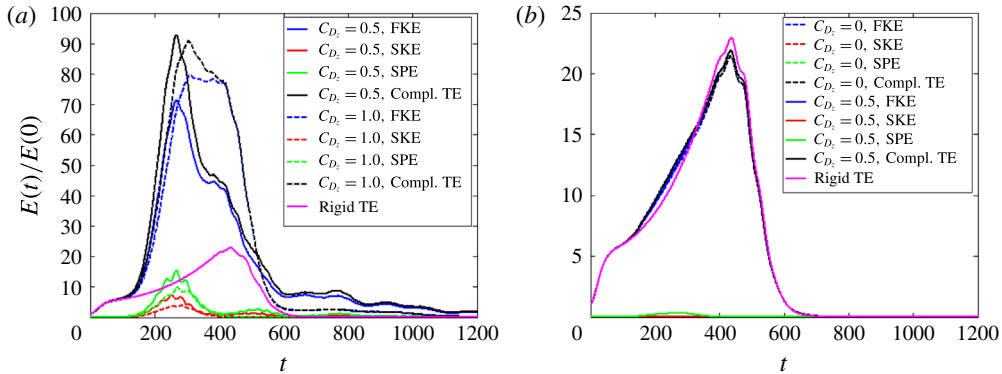 (a)
E(t)/E(0)
100
90
80
70
60
50
40
30
20
10
0
200
400
600
800
1000
1200
t
C_{D_z} = 0.5, FKE
C_{D_z} = 0.5, SKE
C_{D_z} = 0.5, SPE
C_{D_z} = 0.5, Compl. TE
C_{D_z} = 1.0, FKE
C_{D_z} = 1.0, SKE
C_{D_z} = 1.0, SPE
C_{D_z} = 1.0, Compl. TE
Rigid TE
(b)
25
20
15
10
5
0
200
400
600
800
1000
1200
t
C_{D_z} = 0, FKE
C_{D_z} = 0, SKE
C_{D_z} = 0, SPE
C_{D_z} = 0, Compl. TE
C_{D_z} = 0.5, FKE
C_{D_z} = 0.5, SKE
C_{D_z} = 0.5, SPE
C_{D_z} = 0.5, Compl. TE
Rigid TE